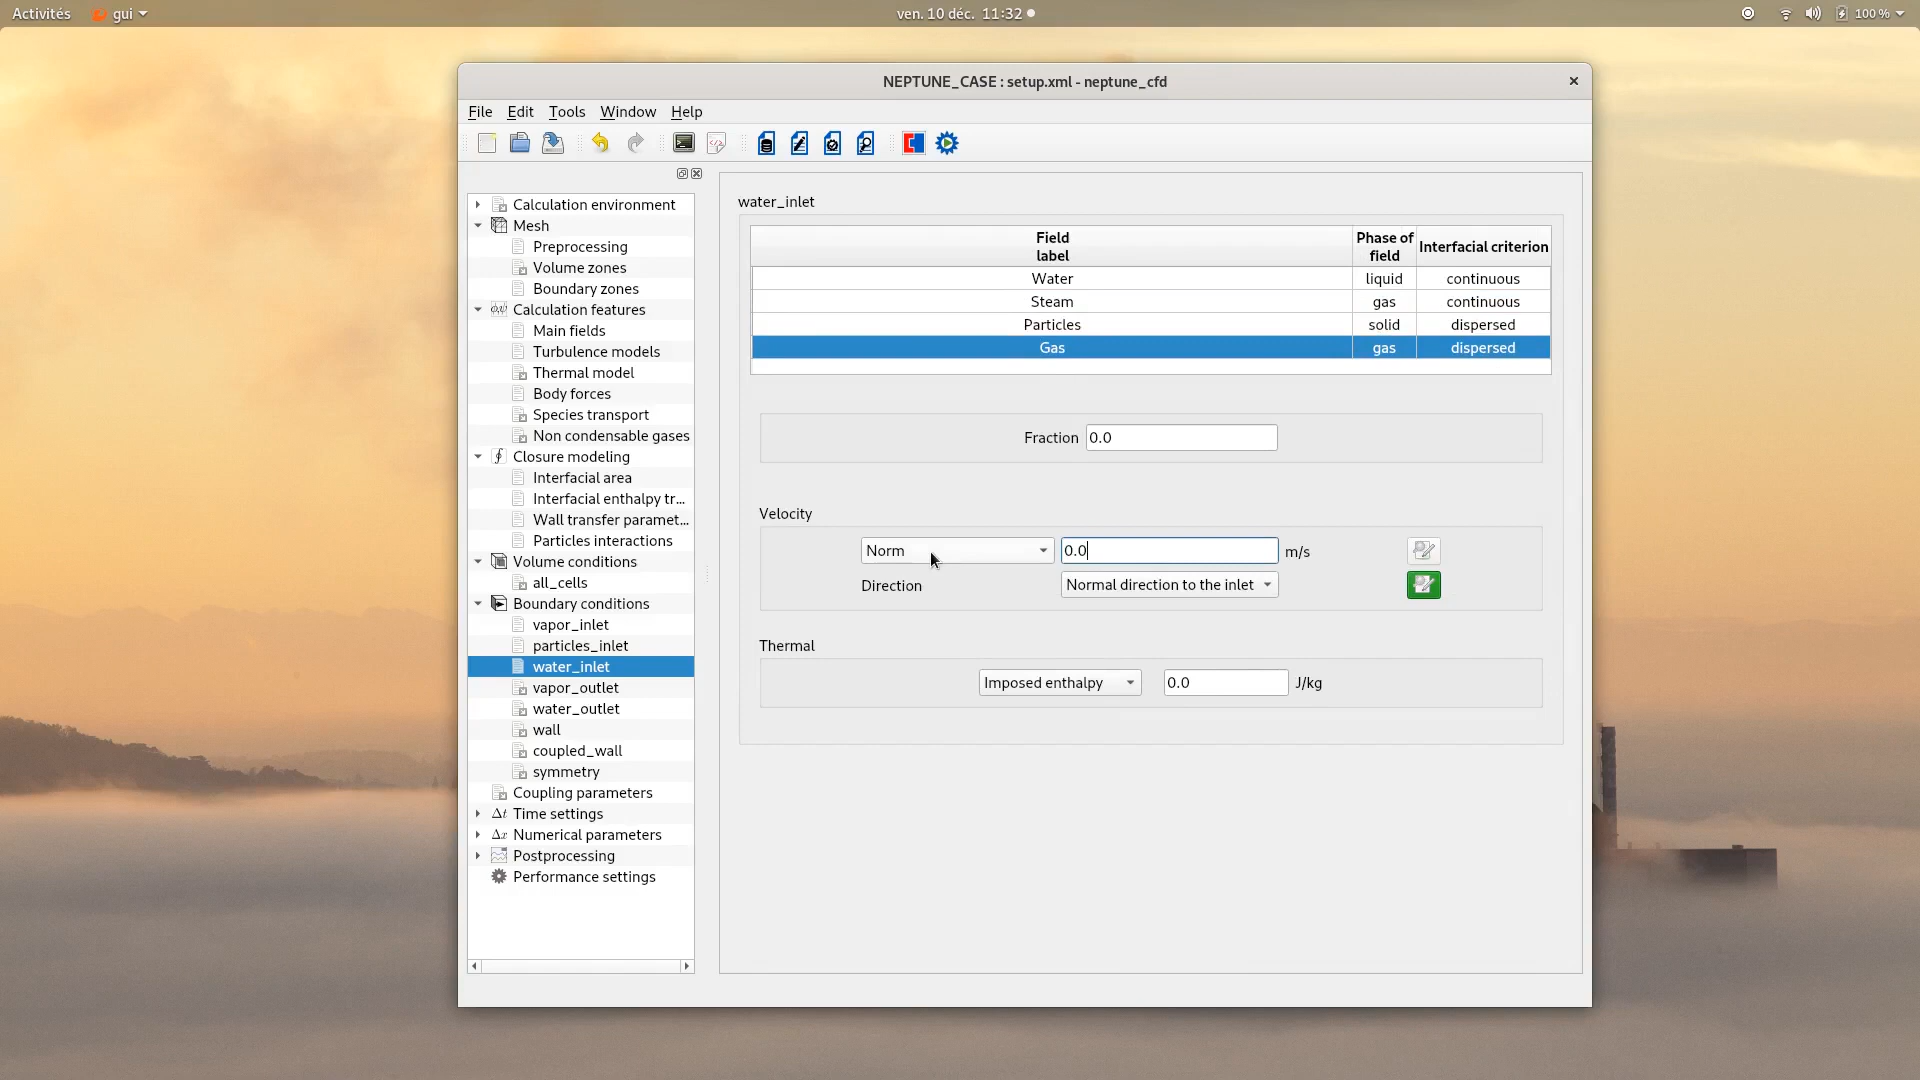 Activités
gui
ven. 10 déc. 11:32
100 %
NEPTUNE_CASE : setup.xml - neptune_cfd
File Edit Tools Window Help
Calculation environment
Mesh
Preprocessing
Volume zones
Boundary zones
Calculation features
Main fields
Turbulence models
Thermal model
Body forces
Species transport
Non condensable gases
Closure modeling
Interfacial area
Interfacial enthalpy tr...
Wall transfer paramet...
Particles interactions
Volume conditions
all_cells
Boundary conditions
vapor_inlet
particles_inlet
water_inlet
vapor_outlet
water_outlet
wall
coupled_wall
symmetry
Coupling parameters
Δt Time settings
Δx Numerical parameters
Postprocessing
Performance settings
water_inlet
Field label Phase of field Interfacial criterion
Water liquid continuous
Steam gas continuous
Particles solid dispersed
Gas gas dispersed
Fraction 0.0
Velocity
Norm 0.0 m/s
Direction Normal direction to the inlet
Thermal
Imposed enthalpy 0.0 J/kg